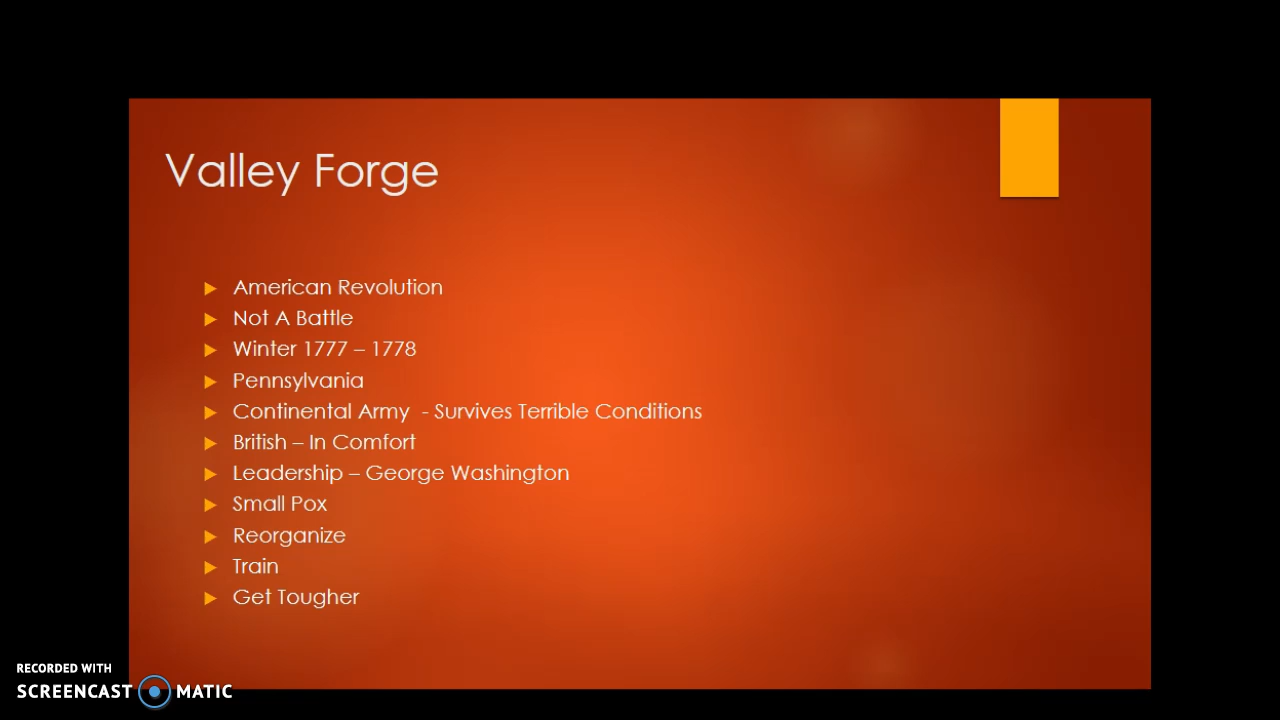 Valley Forge
American Revolution
Not A Battle
Winter 1777 – 1778
Pennsylvania
Continental Army  - Survives Terrible Conditions
British – In Comfort
Leadership – George Washington
Small Pox
Reorganize
Train
Get Tougher
RECORDED WITH
SCREENCAST MATIC